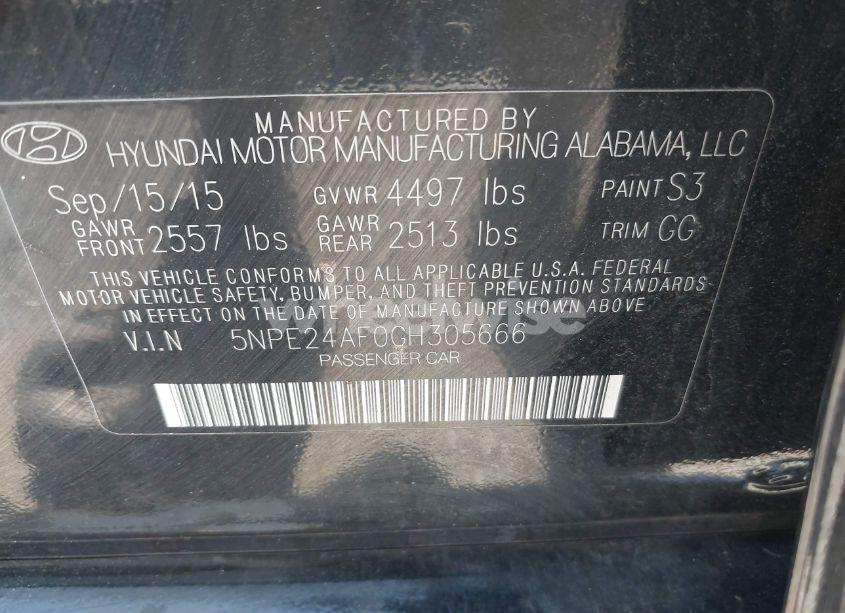 MANUFACTURED BY
HYUNDAI MOTOR MANUFACTURING ALABAMA, LLC
Sep/15/15 GVWR 4497 lbs PAINT S3
GAWR FRONT 2557 lbs GAWR REAR 2513 lbs TRIM GG
THIS VEHICLE CONFORMS TO ALL APPLICABLE U.S.A. FEDERAL
MOTOR VEHICLE SAFETY, BUMPER, AND THEFT PREVENTION STANDARDS
IN EFFECT ON THE DATE OF MANUFACTURE SHOWN ABOVE
V.I.N 5NPE24AF0GH305666
PASSENGER CAR